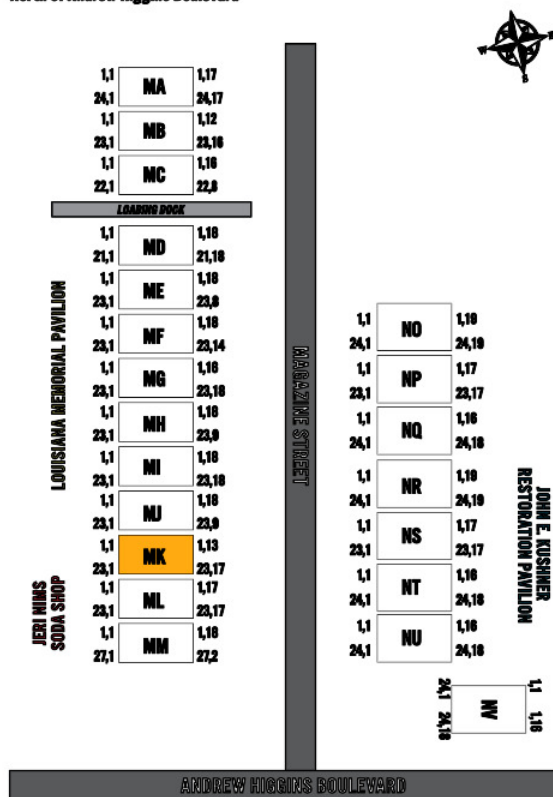 1,1 MA 1,17
24,1 24,17
1,1 MB 1,12
23,1 23,16
1,1 MC 1,16
22,1 22,8
LOADING DOCK
1,1 MD 1,18
21,1 21,18
1,1 ME 1,18
23,1 23,8
1,1 MF 1,18
23,1 23,14
1,1 MG 1,16
23,1 23,18
1,1 MH 1,18
23,1 23,9
1,1 MI 1,18
23,1 23,18
1,1 MJ 1,18
23,1 23,9
1,1 MK 1,13
23,1 23,17
1,1 ML 1,17
23,1 23,17
1,1 MM 1,18
27,1 27,2
LOUISIANA MEMORIAL PAVILION
JERI NIMS
SODA SHOP
MAGAZINE STREET
N
E
S
W
1,1 NO 1,19
24,1 24,19
1,1 NP 1,17
23,1 23,17
1,1 NQ 1,16
24,1 24,18
1,1 NR 1,19
24,1 24,19
1,1 NS 1,17
23,1 23,17
1,1 NT 1,16
24,1 24,18
1,1 NU 1,16
24,1 24,18
JOHN E. KUSHNER
RESTORATION PAVILION
1,1 NV 1,16
24,1 24,18
ANDREW HIGGINS BOULEVARD